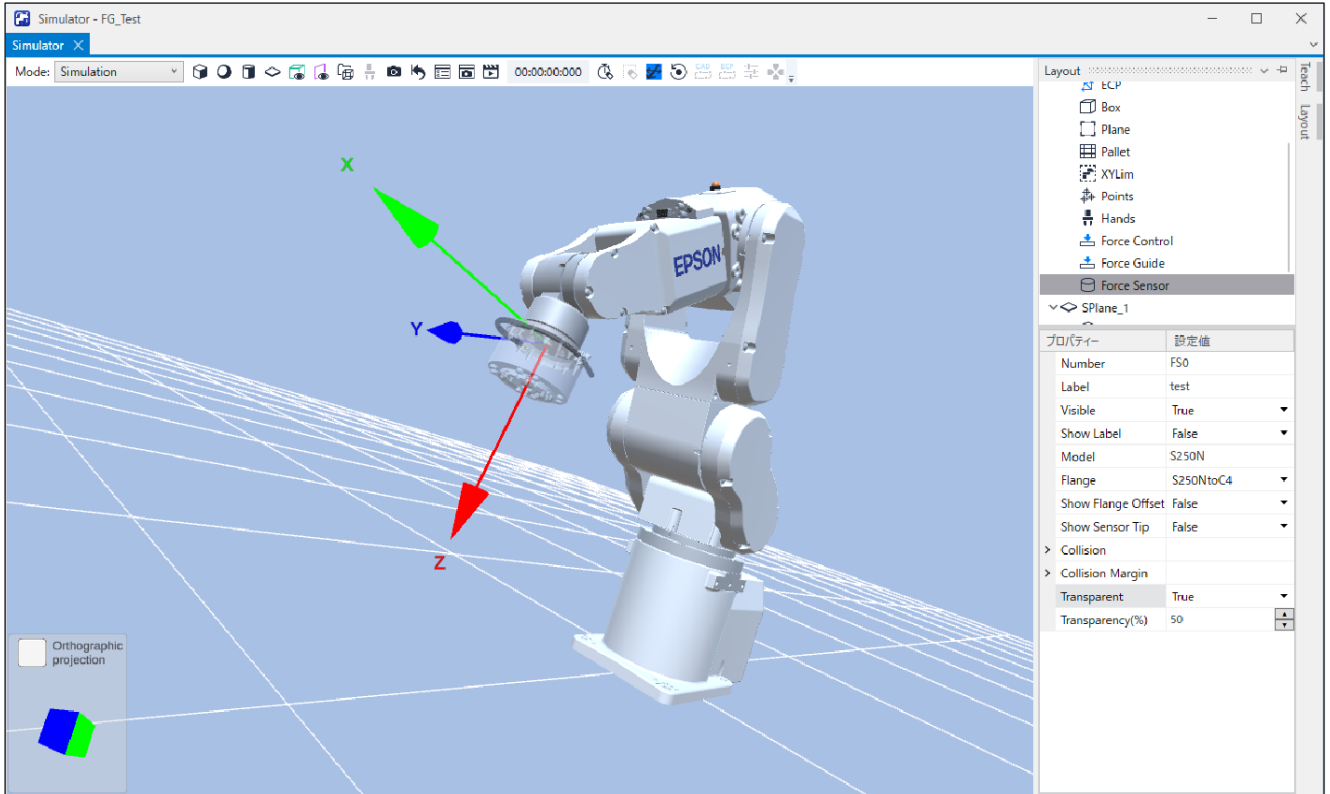 Simulator - FG_Test
Simulator
Mode: Simulation
00:00:00:000
CAD
ECP
Layout
ECP
Box
Plane
Pallet
XYLim
Points
Hands
Force Control
Force Guide
Force Sensor
SPlane_1
Teach
Layout
X
Y
Z
EPSON
プロパティー 設定値
Number FS0
Label test
Visible True
Show Label False
Model S250N
Flange S250NtoC4
Show Flange Offset False
Show Sensor Tip False
Collision
Collision Margin
Transparent True
Transparency(%) 50
Orthographic
projection